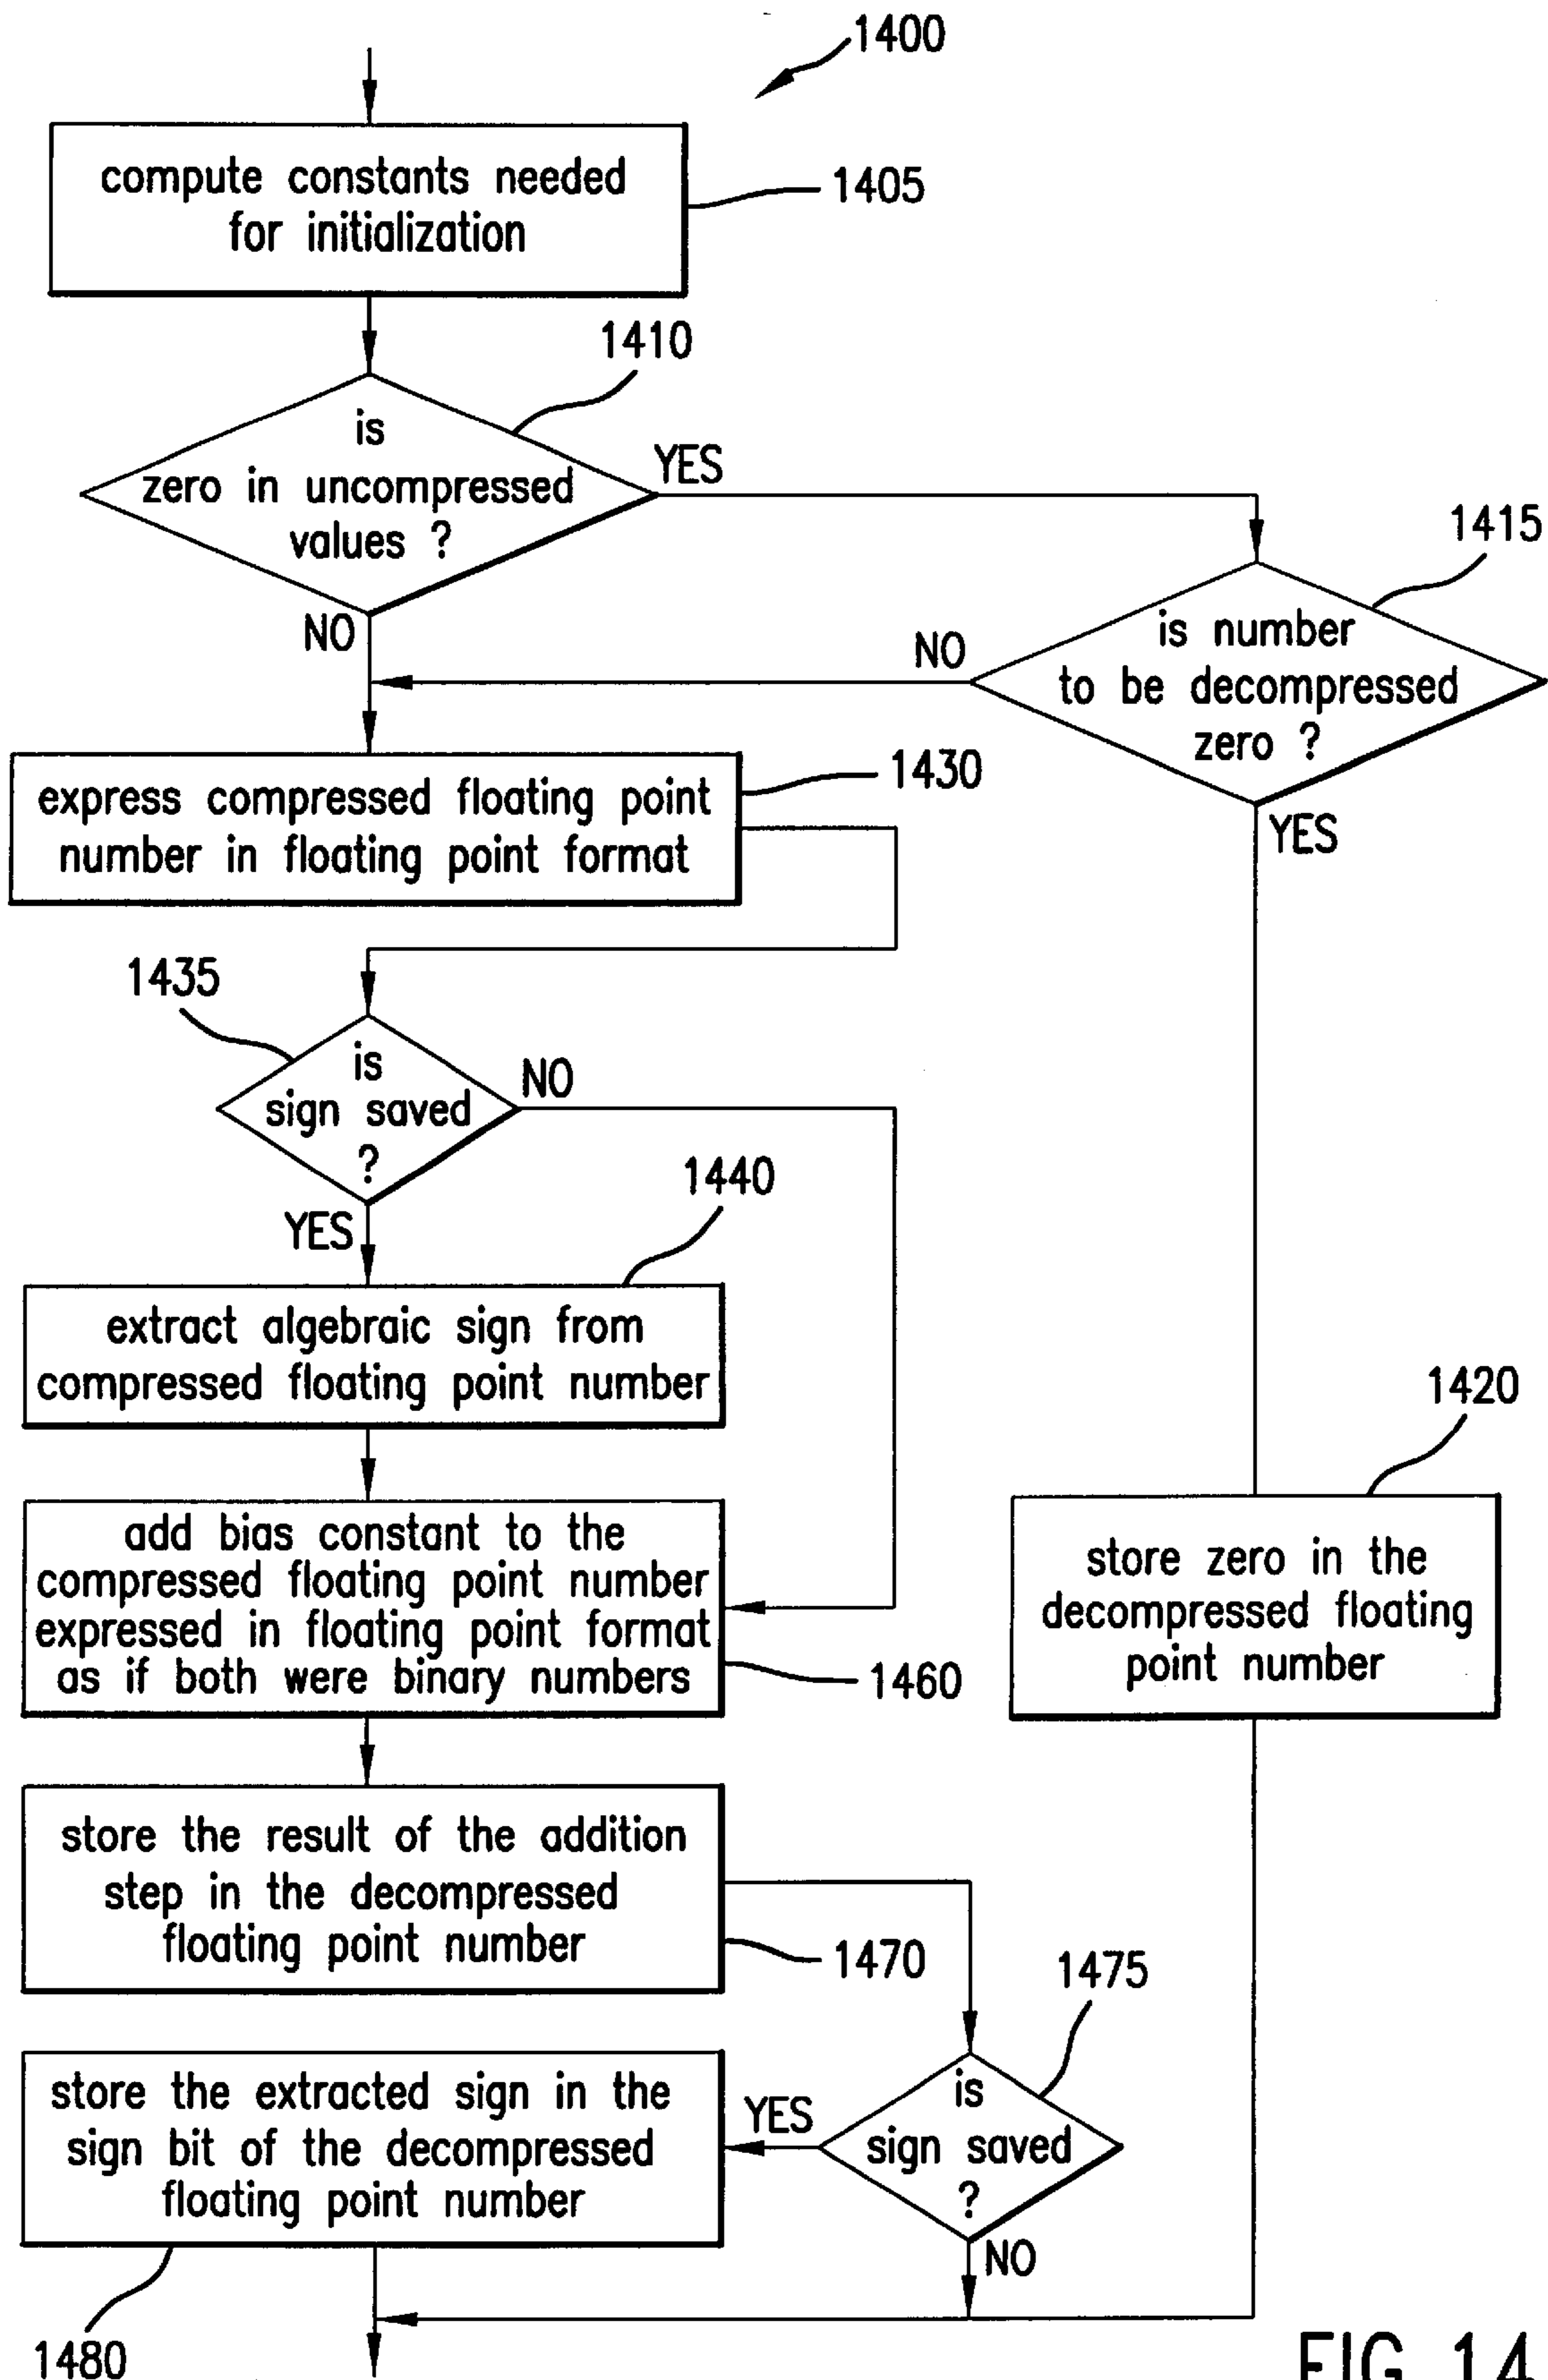 1400
compute constants needed
for initialization
1405
1410
is
zero in uncompressed
values ?
YES
NO
1415
is number
to be decompressed
zero ?
NO
YES
express compressed floating point
number in floating point format
1430
1435
is
sign saved
?
NO
YES
1440
extract algebraic sign from
compressed floating point number
1420
store zero in the
decompressed floating
point number
add bias constant to the
compressed floating point number
expressed in floating point format
as if both were binary numbers
1460
store the result of the addition
step in the decompressed
floating point number
1470
1475
is
sign saved
?
YES
NO
store the extracted sign in the
sign bit of the decompressed
floating point number
1480
FIG. 14